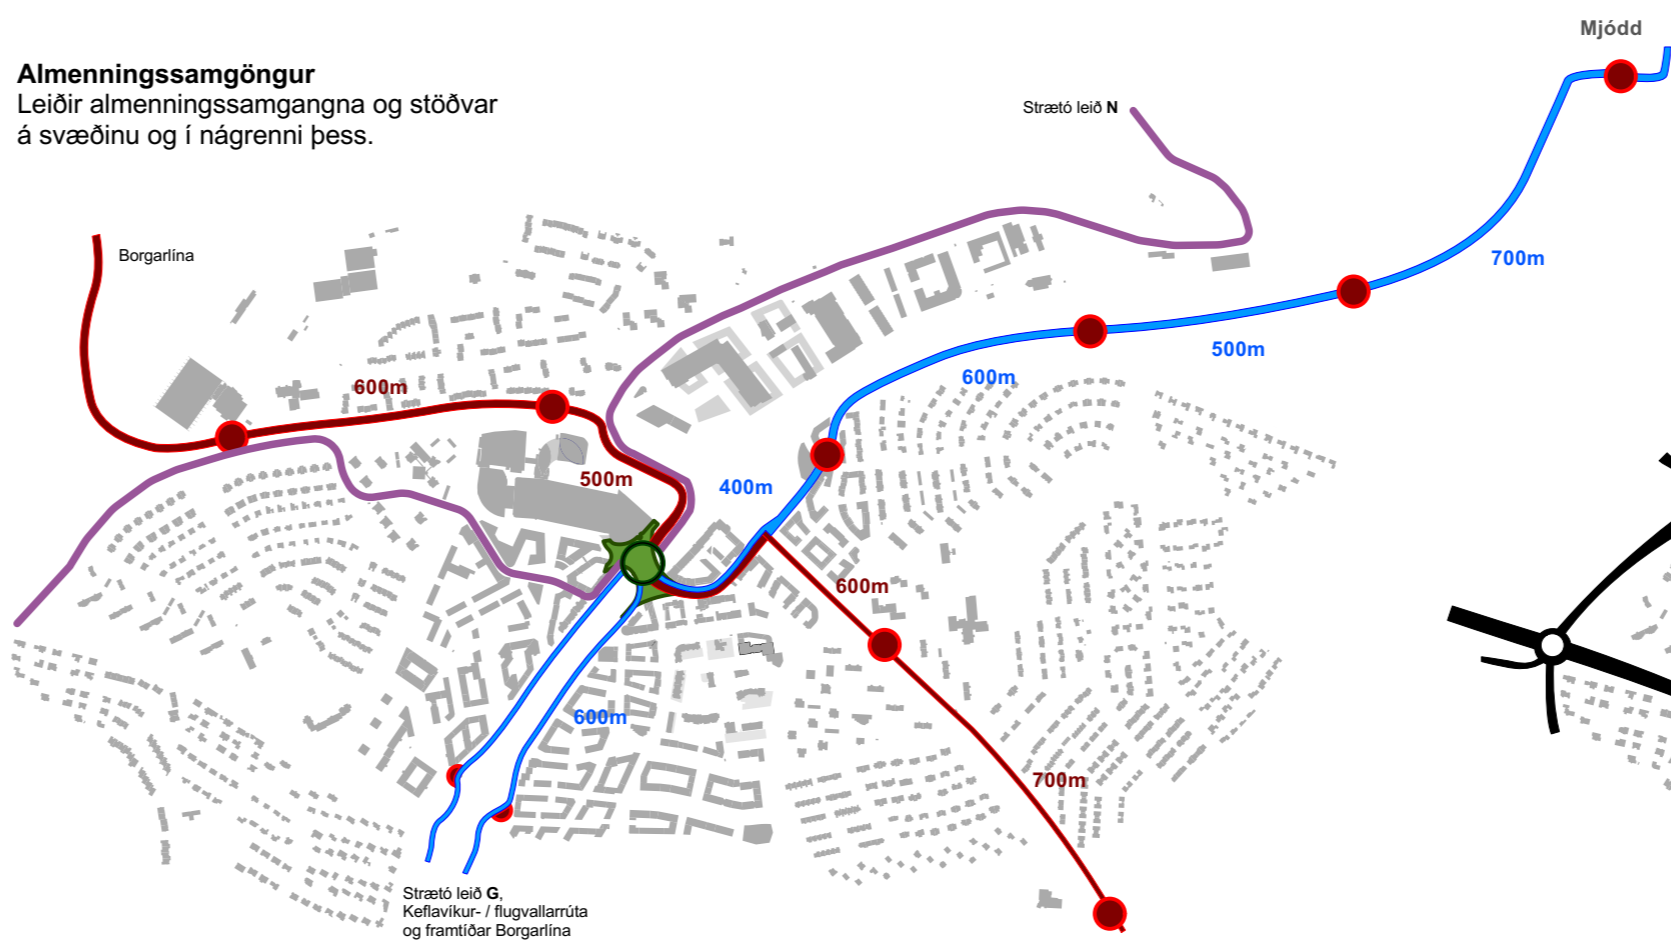 Mjódd
Almenningssamgöngur
Leiðir almenningssamgangna og stöðvar
á svæðinu og í nágrenni þess.
Strætó leið N
Borgarlína
700m
500m
600m
600m
500m
400m
600m
600m
700m
Strætó leið G,
Keflavíkur- / flugvallarrúta
og framtíðar Borgarlína